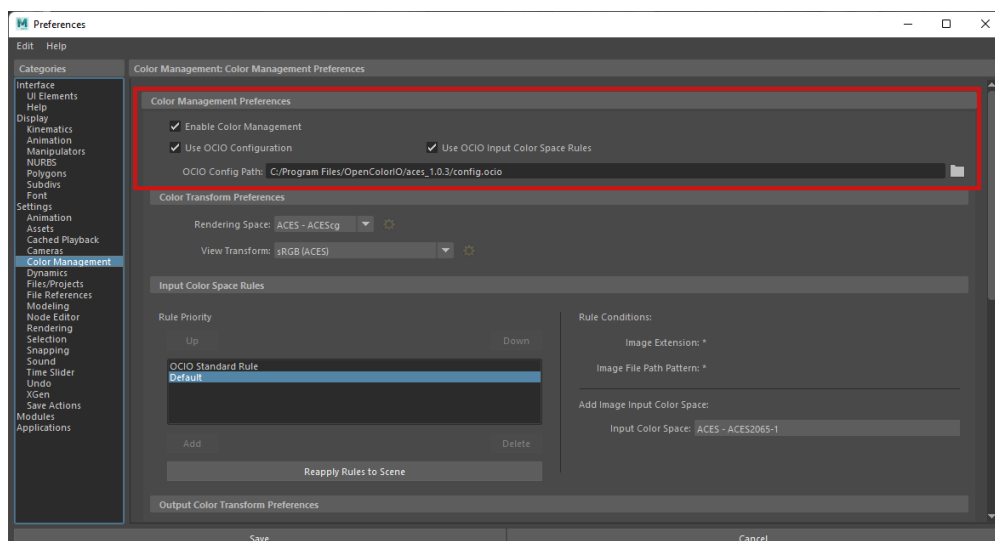 Preferences
Edit Help
Categories
Interface
UI Elements
Help
Display
Kinematics
Animation
Manipulators
NURBS
Polygons
Subdivs
Font
Settings
Animation
Assets
Cached Playback
Cameras
Color Management
Dynamics
Files/Projects
File References
Modeling
Node Editor
Rendering
Selection
Snapping
Sound
Time Slider
Undo
XGen
Save Actions
Modules
Applications
Color Management: Color Management Preferences
Color Management Preferences
Enable Color Management
Use OCIO Configuration Use OCIO Input Color Space Rules
OCIO Config Path: C:/Program Files/OpenColorIO/aces_1.0.3/config.ocio
Color Transform Preferences
Rendering Space: ACES - ACEScg
View Transform: sRGB (ACES)
Input Color Space Rules
Rule Priority
Up Down
OCIO Standard Rule
Default
Add Delete
Reapply Rules to Scene
Rule Conditions:
Image Extension: *
Image File Path Pattern: *
Add Image Input Color Space:
Input Color Space: ACES - ACES2065-1
Output Color Transform Preferences
Save Cancel